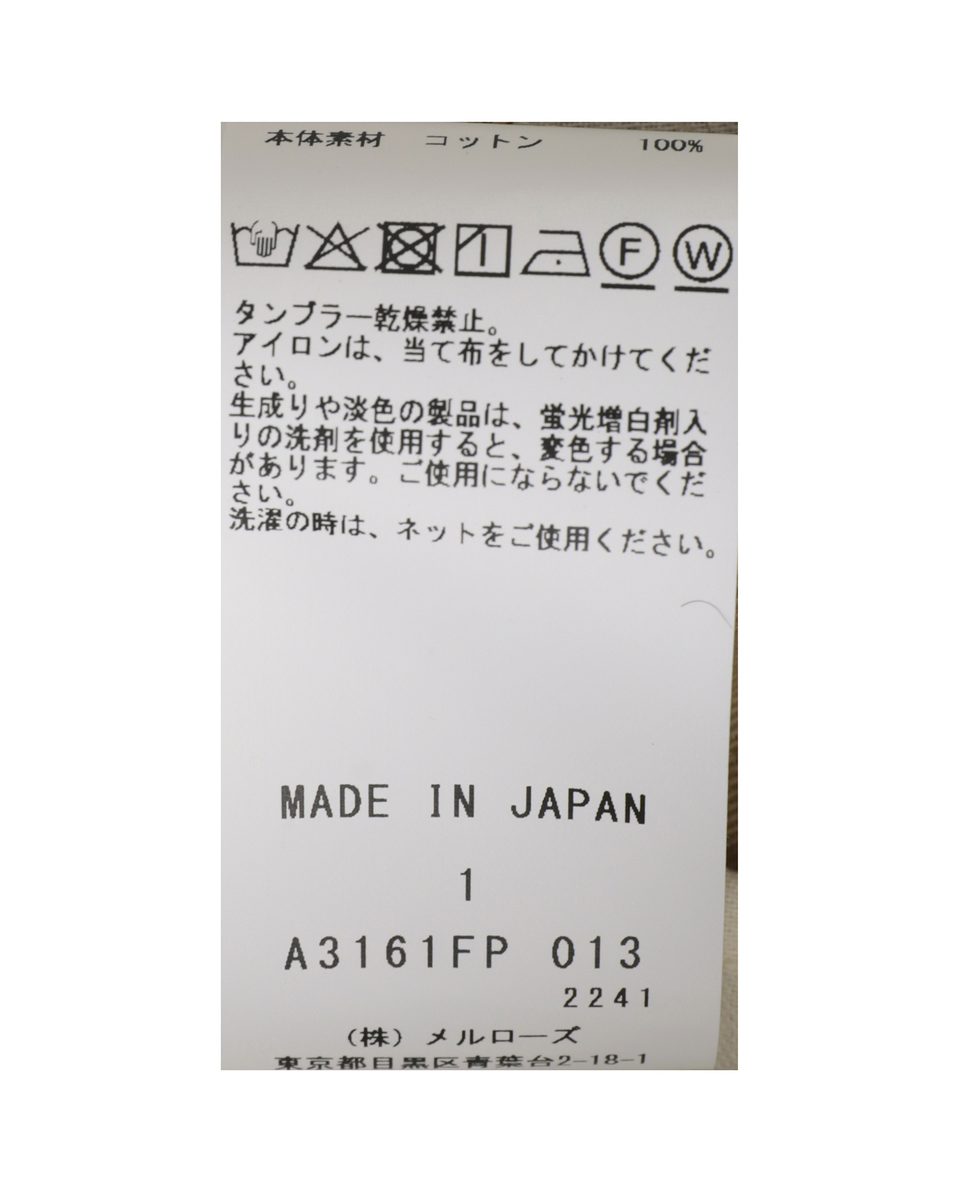 本体素材 コットン 100%
F W
タンブラー乾燥禁止。
アイロンは、当て布をしてかけてくだ
さい。
生成りや淡色の製品は、蛍光増白剤入
りの洗剤を使用すると、変色する場合
があります。ご使用にならないでくだ
さい。
洗濯の時は、ネットをご使用ください。
MADE IN JAPAN
1
A3161FP 013
2241
(株) メルローズ
東京都目黒区青葉台2-18-1